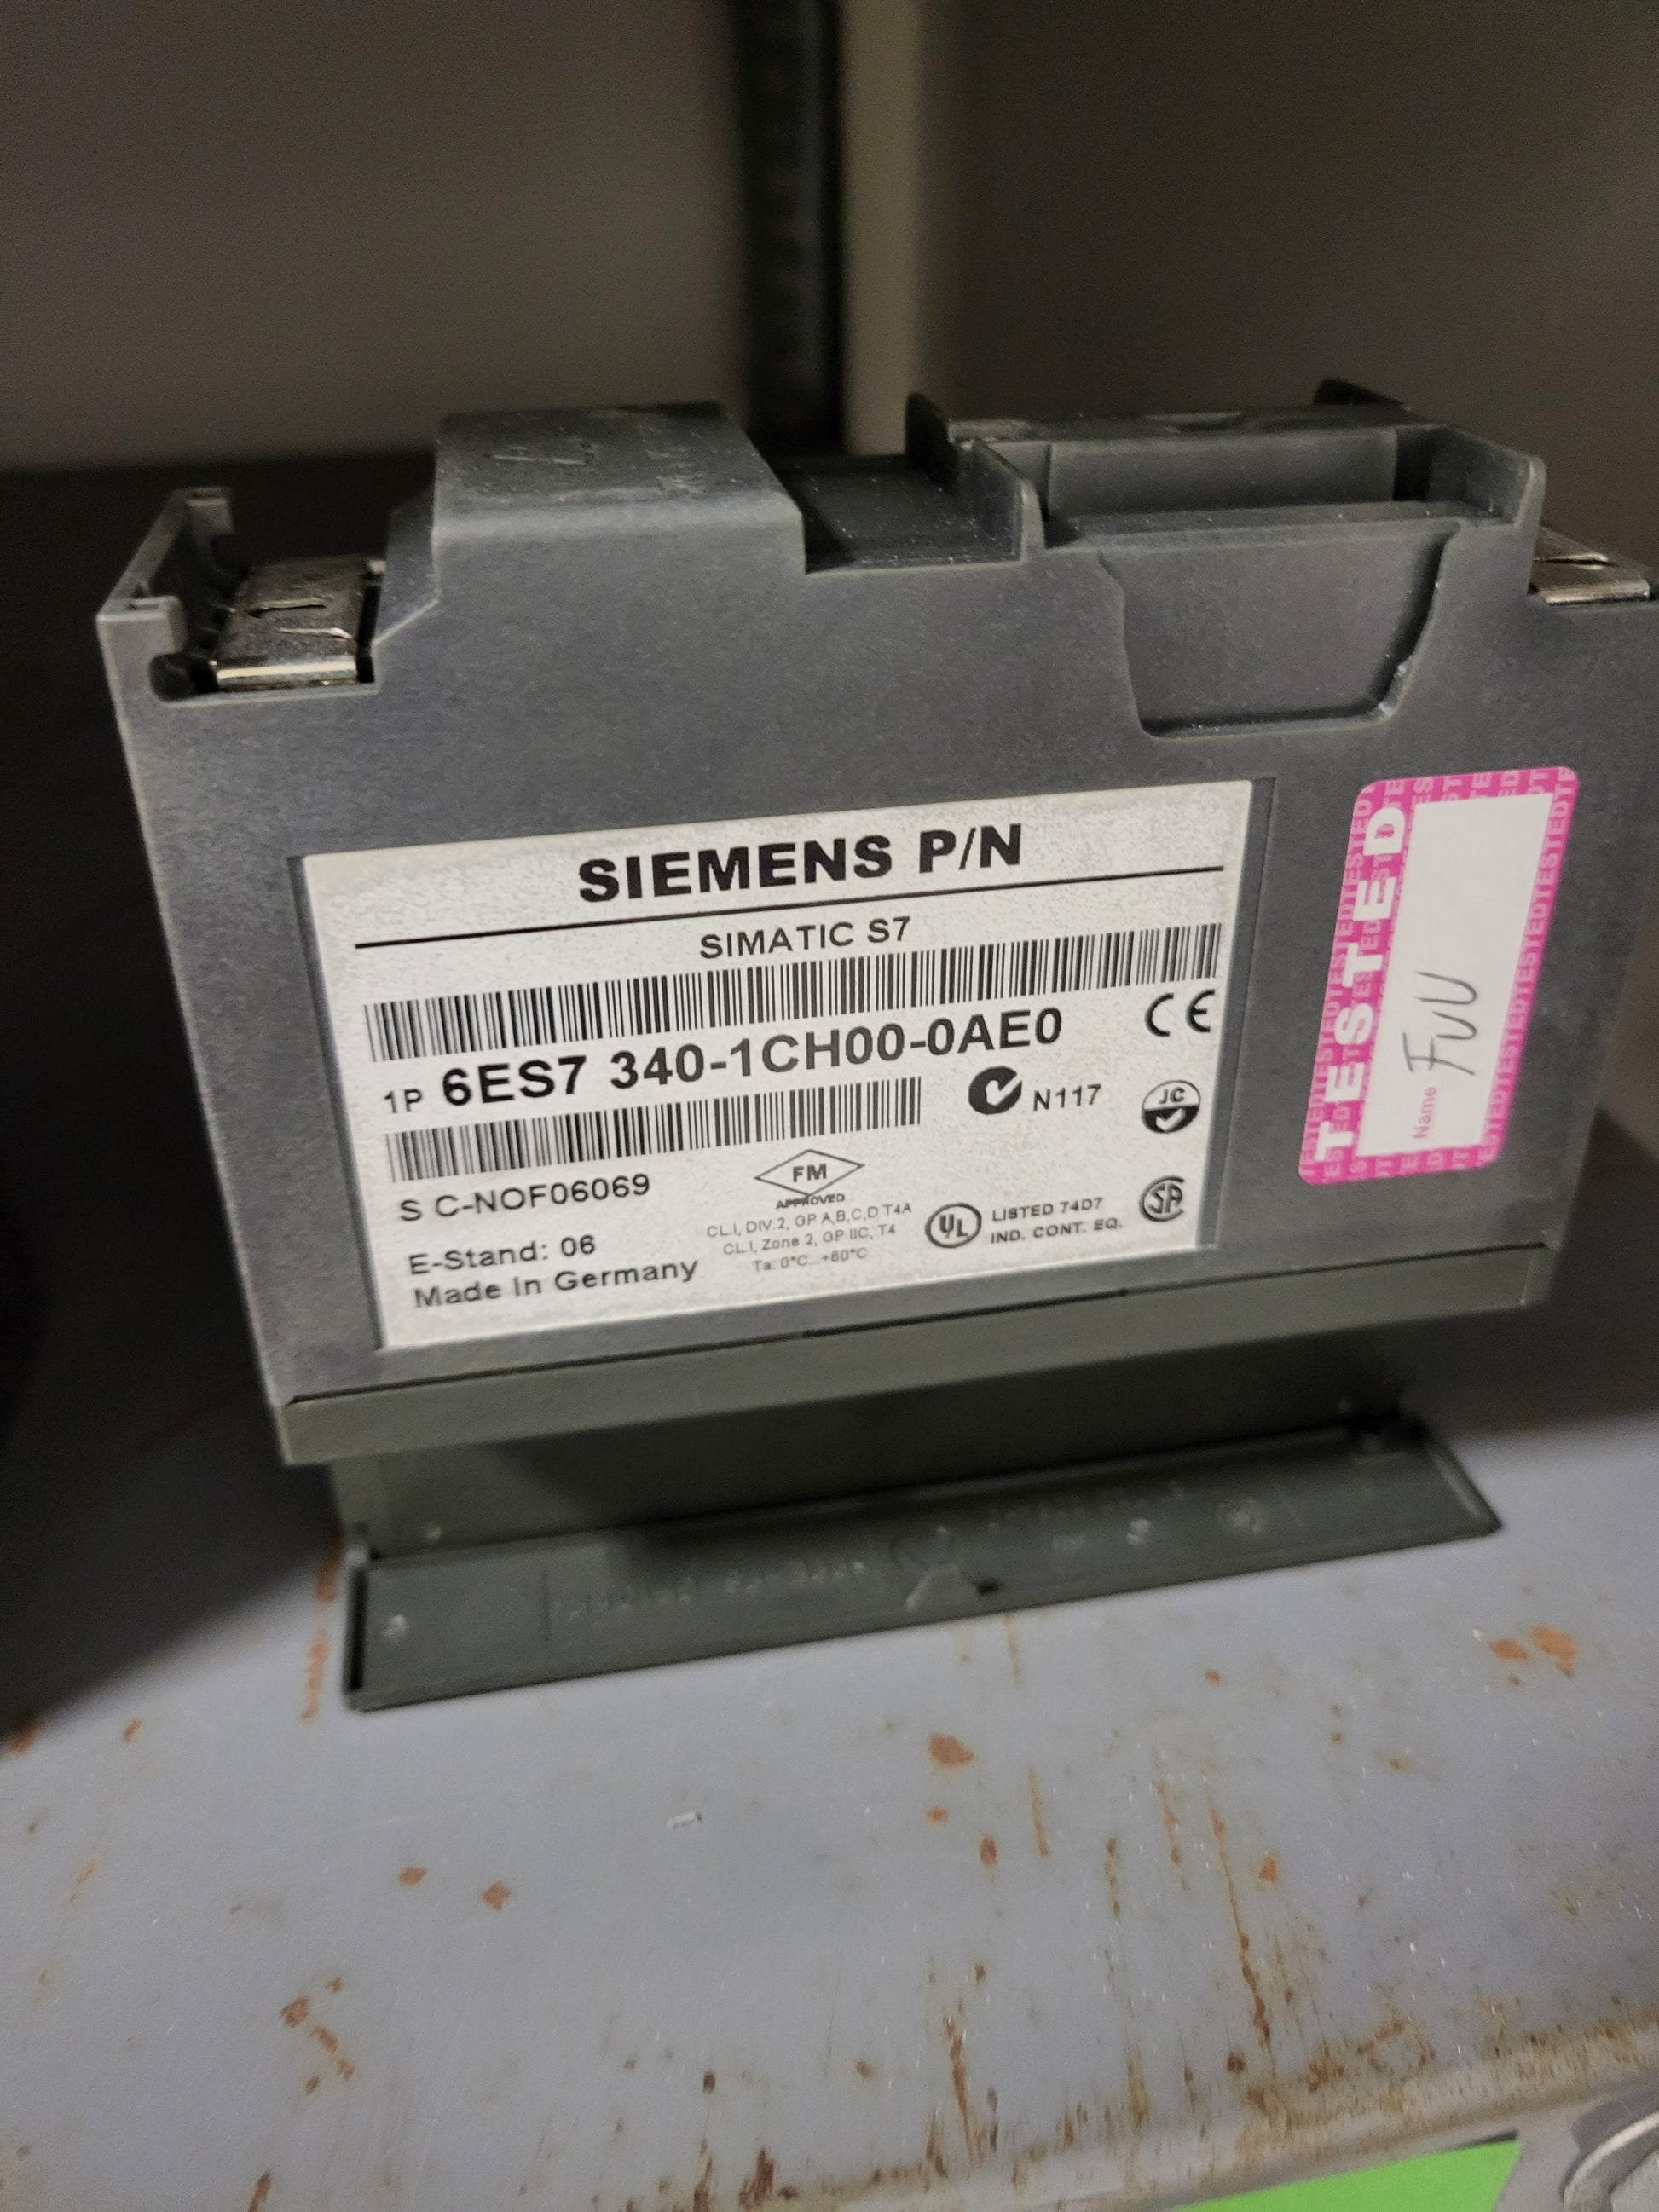 SIEMENS P/N
SIMATIC S7
1P 6ES7 340-1CH00-0AE0
CE
N117
JC
S C-NOF06069
FM
APPROVED
CL.I, DIV.2, GP A,B,C,D T4A
CL.I, Zone 2, GP IIC, T4
Ta: 0°C...+60°C
UL
LISTED 74D7
IND. CONT. EQ.
SA
E-Stand: 06
Made In Germany
TESTED
Name